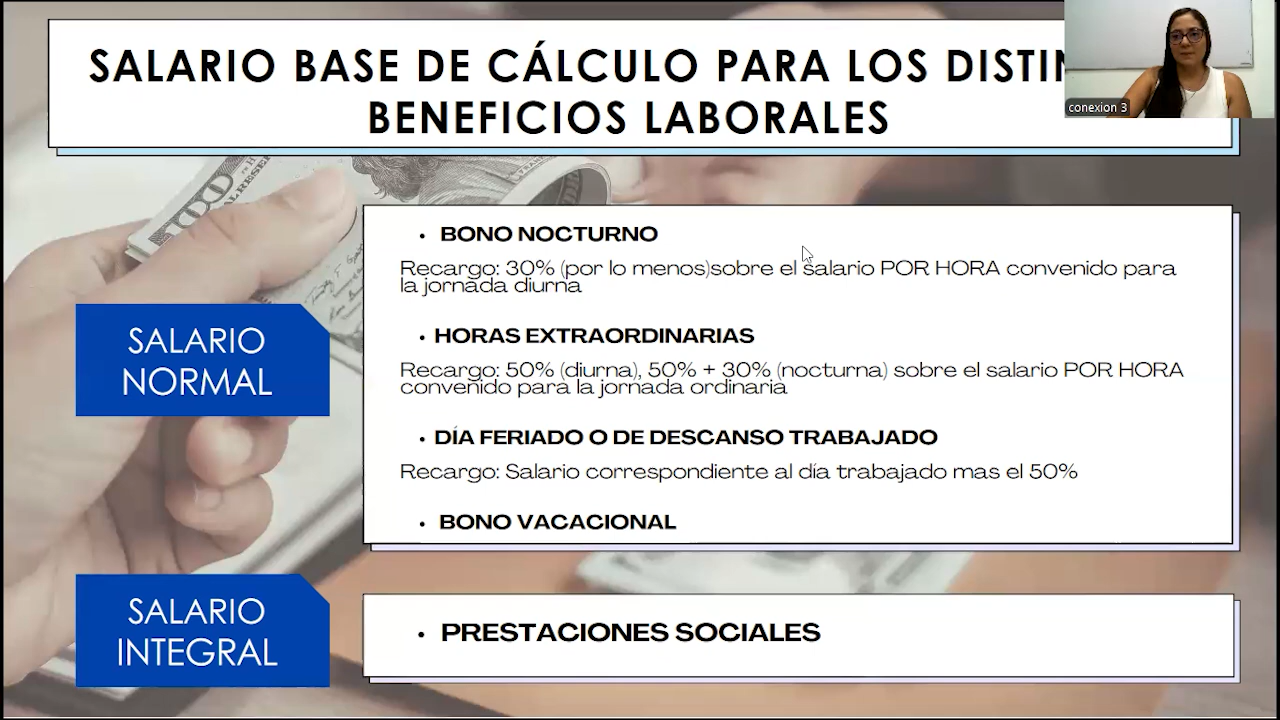 SALARIO BASE DE CÁLCULO PARA LOS
BENEFICIOS LABORALES
conexion 3
• BONO NOCTURNO
Recargo: 30% (por lo menos)sobre el salario POR HORA convenido para
la jornada diurna
• HORAS EXTRAORDINARIAS
Recargo: 50% (diurna), 50% + 30% (nocturna) sobre el salario POR HORA
convenido para la jornada ordinaria
• DÍA FERIADO O DE DESCANSO TRABAJADO
Recargo: Salario correspondiente al día trabajado mas el 50%
• BONO VACACIONAL
SALARIO
NORMAL
SALARIO
INTEGRAL
• PRESTACIONES SOCIALES